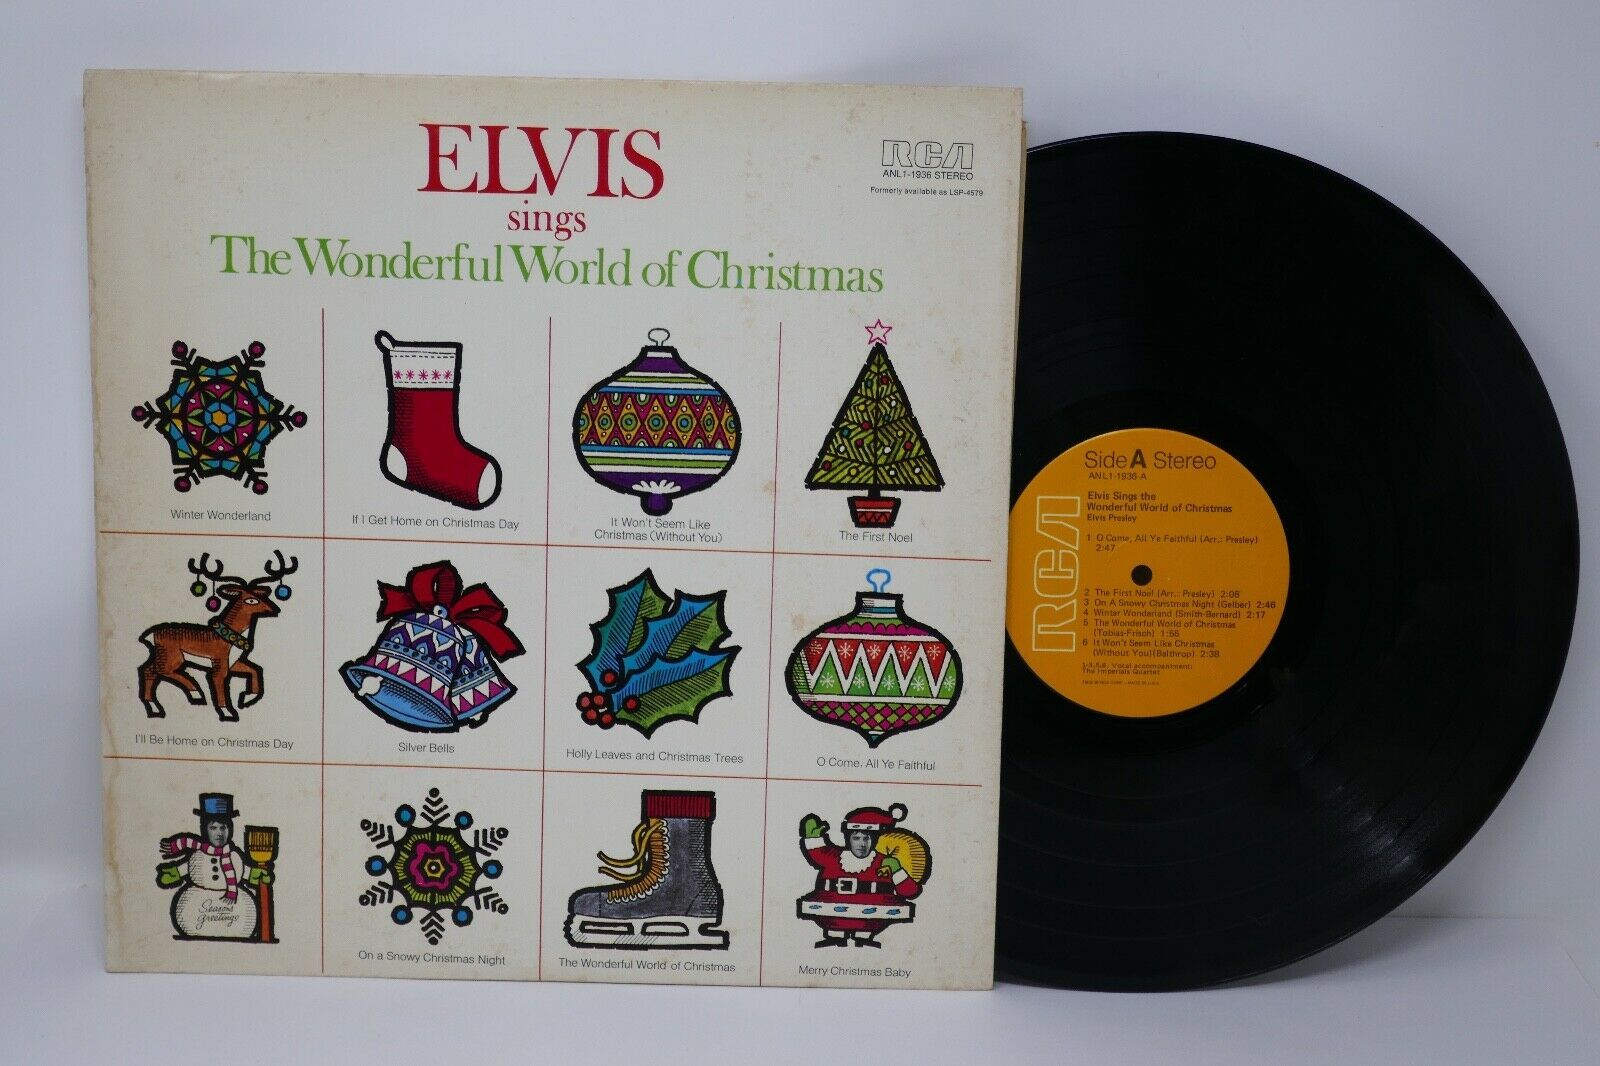 ELVIS
sings
The Wonderful World of Christmas
RCA
ANL1-1936 STEREO
Formerly available as LSP-4579
Winter Wonderland
If I Get Home on Christmas Day
It Won't Seem Like
Christmas (Without You)
The First Noel
I'll Be Home on Christmas Day
Silver Bells
Holly Leaves and Christmas Trees
O Come, All Ye Faithful
Seasons
Greetings
On a Snowy Christmas Night
The Wonderful World of Christmas
Merry Christmas Baby
Side A Stereo
ANL1-1936-A
RCA
Elvis Sings the
Wonderful World of Christmas
Elvis Presley
1 O Come, All Ye Faithful (Arr.: Presley)
2:47
2 The First Noel (Arr.: Presley) 2:08
3 On A Snowy Christmas Night (Gelber) 2:46
4 Winter Wonderland (Smith-Bernard) 2:17
5 The Wonderful World of Christmas
(Tobias-Frisch) 1:55
6 It Won't Seem Like Christmas
(Without You) (Balthrop) 2:38
Vocal accompaniment:
The Imperials Quartet